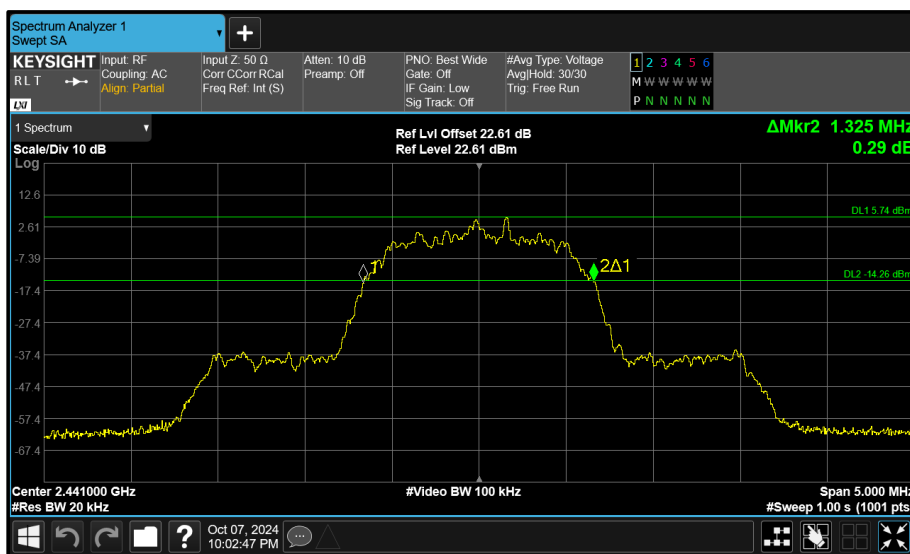 Spectrum Analyzer 1
Swept SA
+
KEYSIGHT
R L T
LXI
Input: RF
Coupling: AC
Align: Partial
Input Z: 50 Ω
Corr CCorr RCal
Freq Ref: Int (S)
Atten: 10 dB
Preamp: Off
PNO: Best Wide
Gate: Off
IF Gain: Low
Sig Track: Off
#Avg Type: Voltage
Avg|Hold: 30/30
Trig: Free Run
1 2 3 4 5 6
M W W W W W
P N N N N N
1 Spectrum
Scale/Div 10 dB
Log
Ref Lvl Offset 22.61 dB
Ref Level 22.61 dBm
ΔMkr2 1.325 MHz
0.29 dB
12.6
2.61
-7.39
-17.4
-27.4
-37.4
-47.4
-57.4
-67.4
DL1 5.74 dBm
1
2Δ1
DL2 -14.26 dBm
Center 2.441000 GHz
#Video BW 100 kHz
Span 5.000 MHz
#Res BW 20 kHz
#Sweep 1.00 s (1001 pts
?
Oct 07, 2024
10:02:47 PM